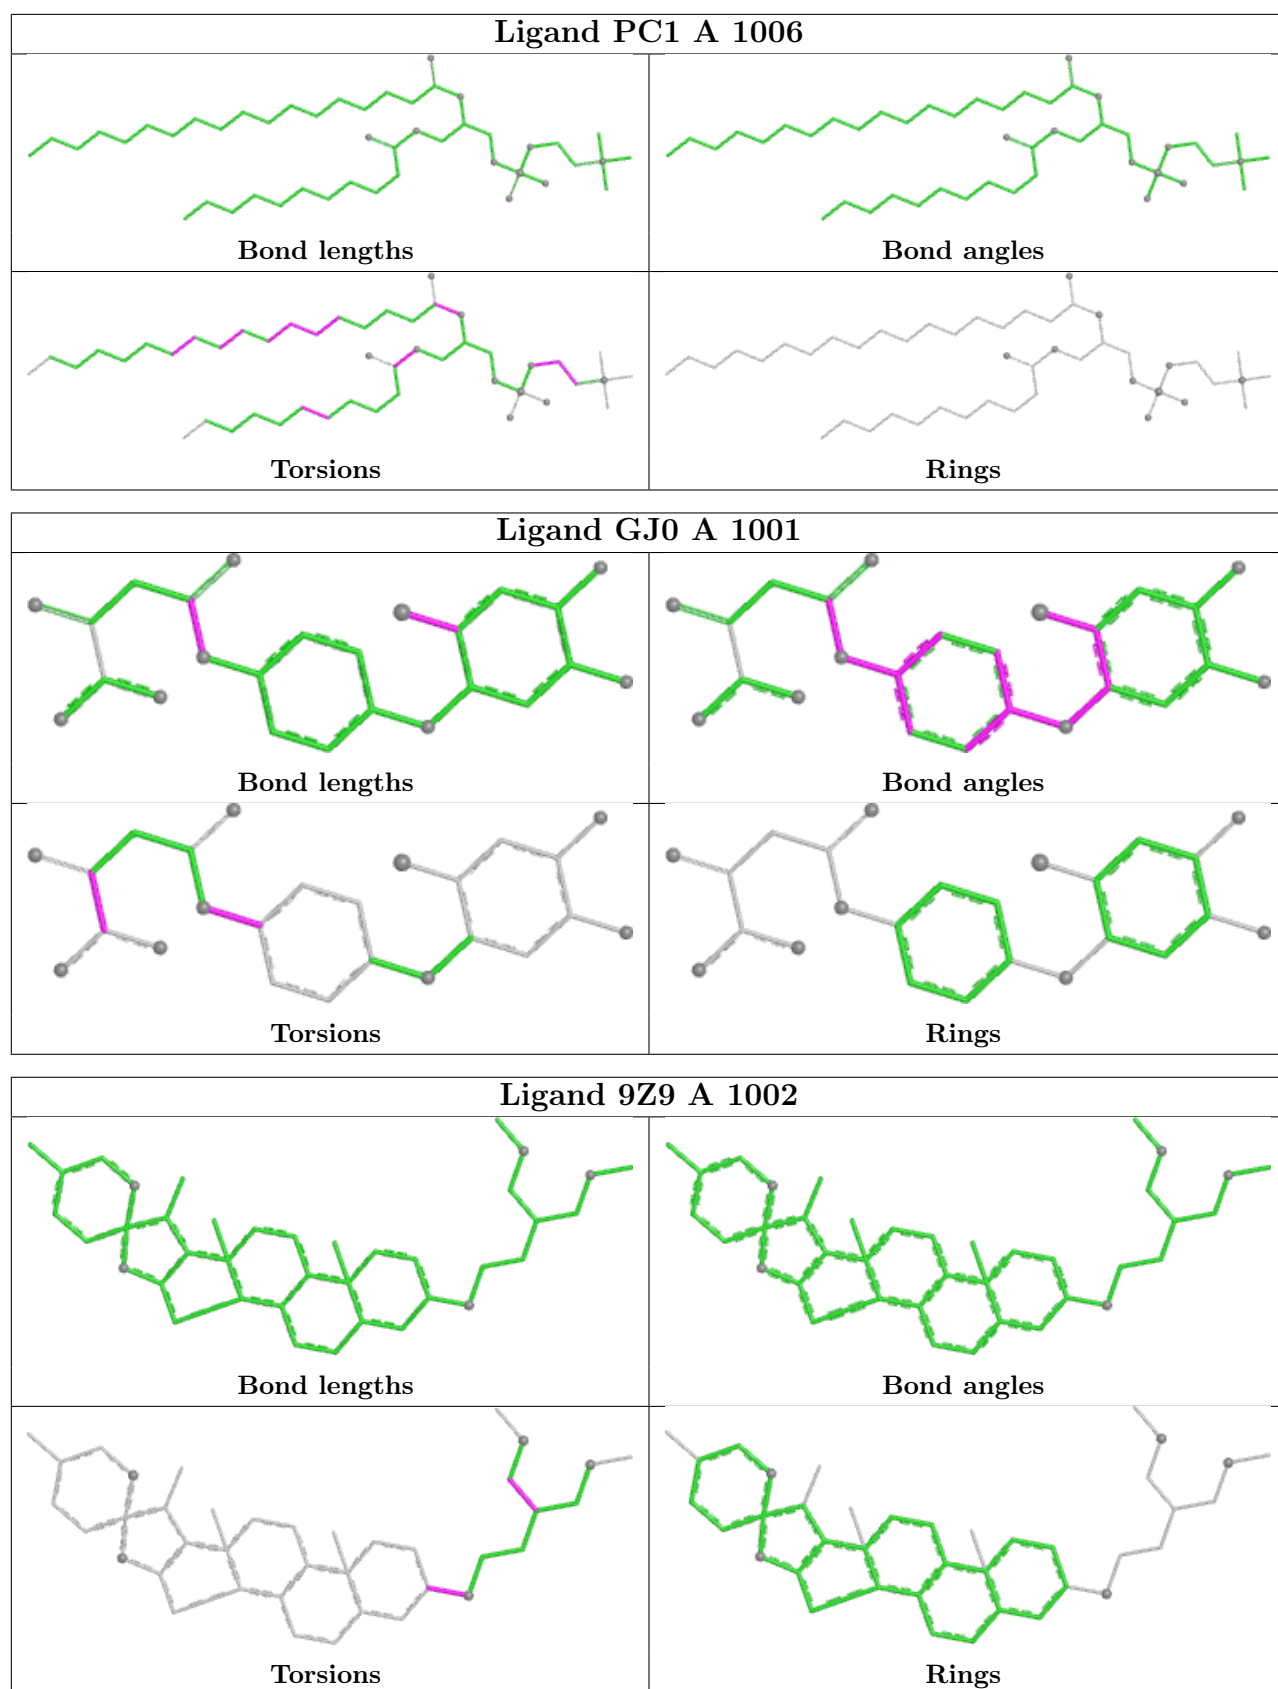 Ligand PC1 A 1006
Bond lengths
Bond angles
Torsions
Rings
Ligand GJ0 A 1001
Bond lengths
Bond angles
Torsions
Rings
Ligand 9Z9 A 1002
Bond lengths
Bond angles
Torsions
Rings